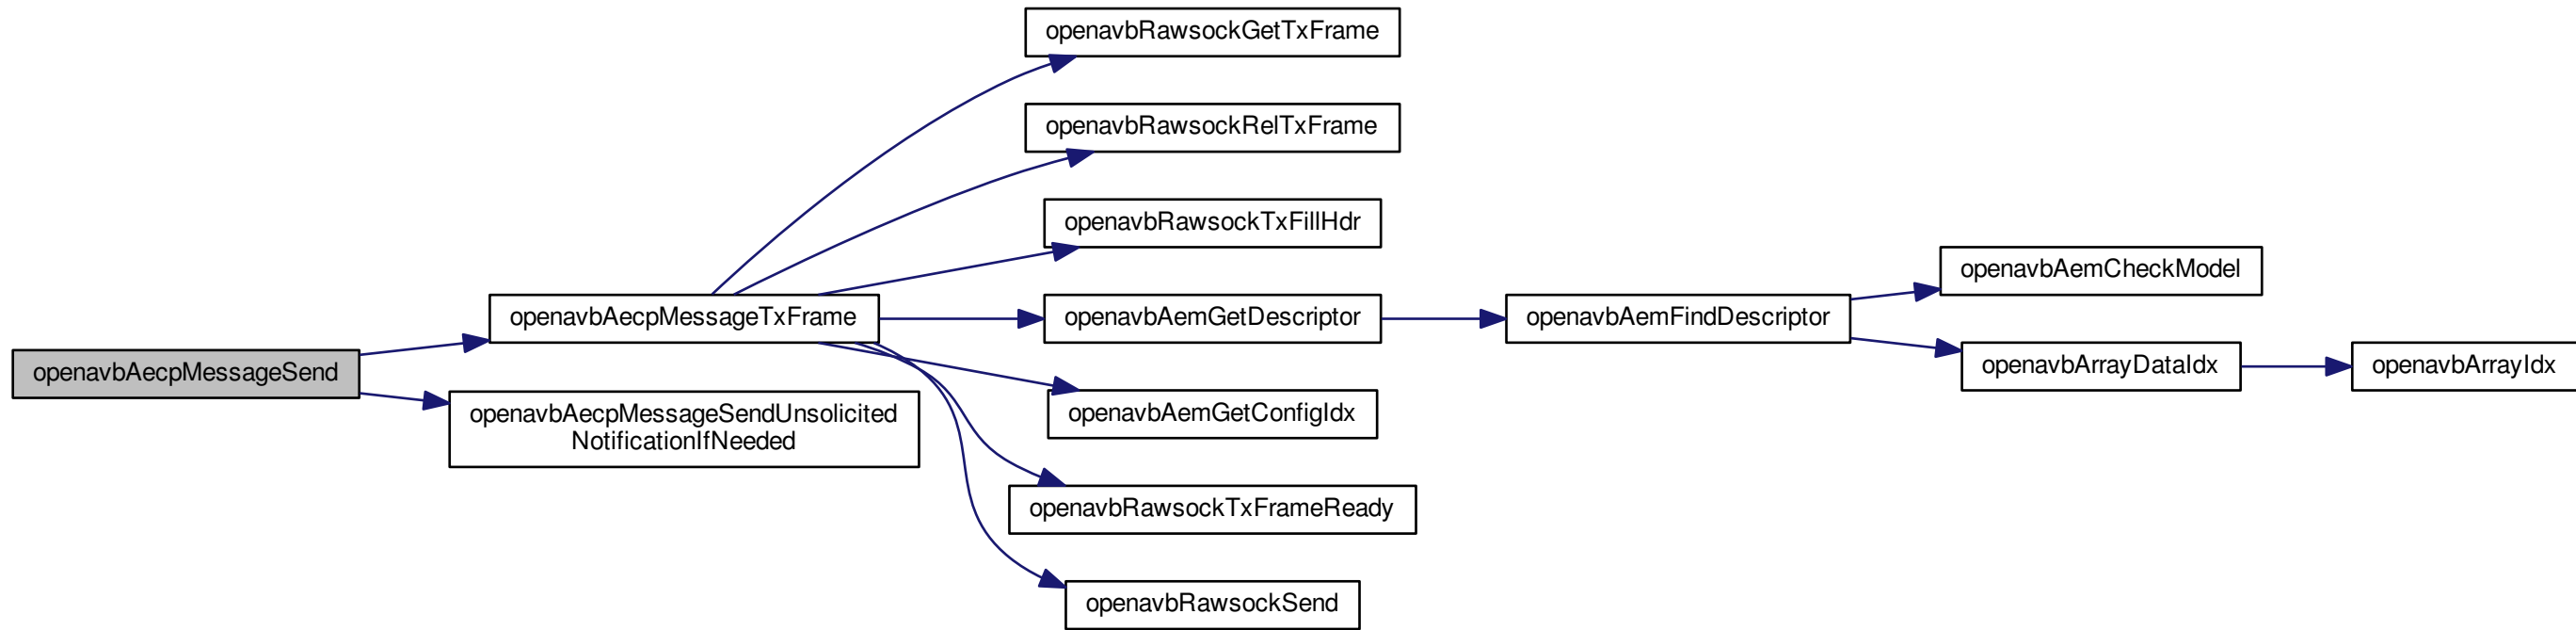 openavbRawsockGetTxFrame
openavbRawsockRelTxFrame
openavbRawsockTxFillHdr
openavbAemCheckModel
openavbAecpMessageTxFrame
openavbAemGetDescriptor
openavbAemFindDescriptor
openavbAecpMessageSend
openavbArrayDataIdx
openavbArrayIdx
openavbAecpMessageSendUnsolicited
NotificationIfNeeded
openavbAemGetConfigIdx
openavbRawsockTxFrameReady
openavbRawsockSend